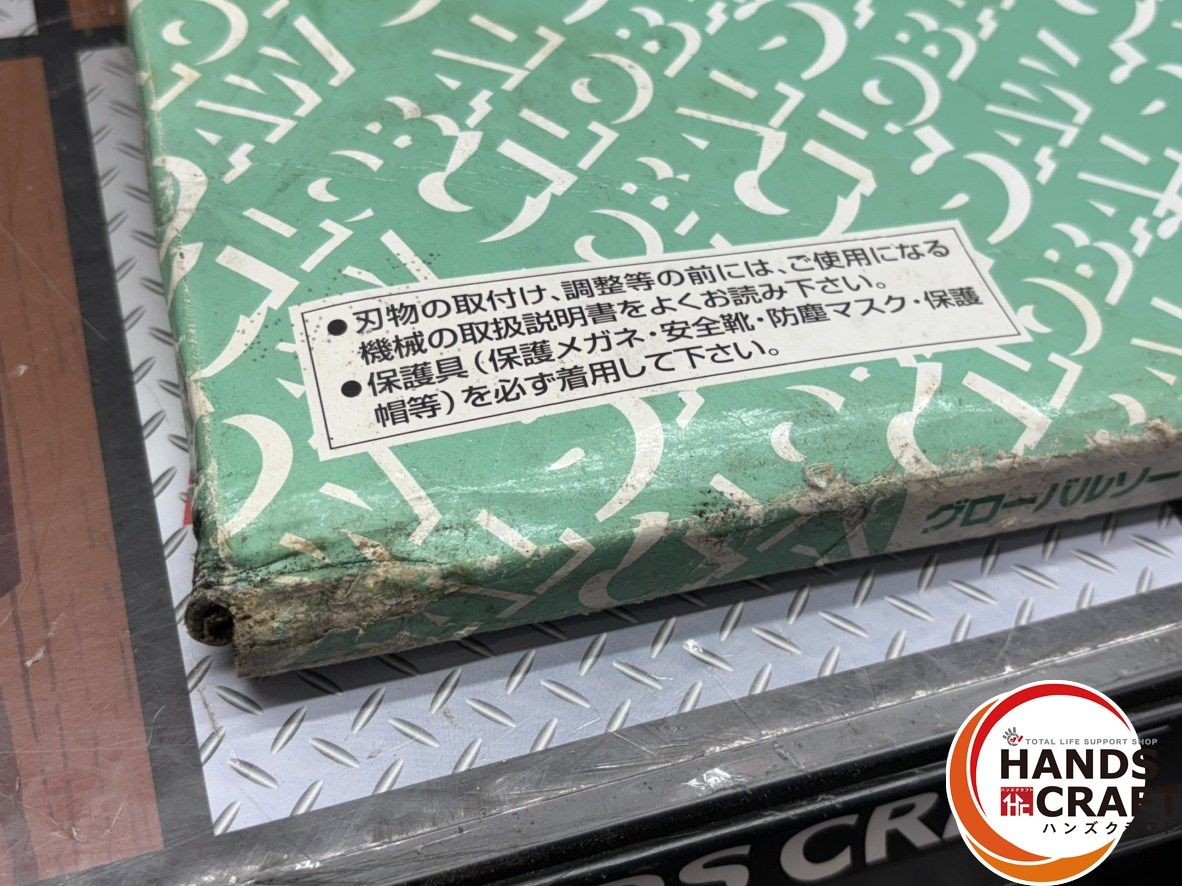 GLOBAL SAW
● 刃物の取付け、調整等の前には、ご使用になる
機械の取扱説明書をよくお読み下さい。
● 保護具（保護メガネ・安全靴・防塵マスク・保護
帽等）を必ず着用して下さい。
グローバルソー
TOTAL LIFE SUPPORT SHOP
HANDS
ハンズクラフト
CRAFT
ハンズクラフト